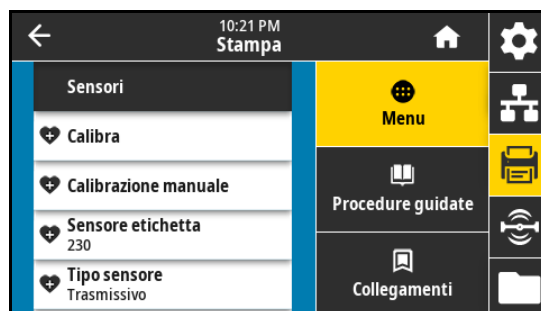 10:21 PM
Stampa
Sensori
Calibra
Calibrazione manuale
Sensore etichetta
230
Tipo sensore
Trasmissivo
Menu
Procedure guidate
Collegamenti